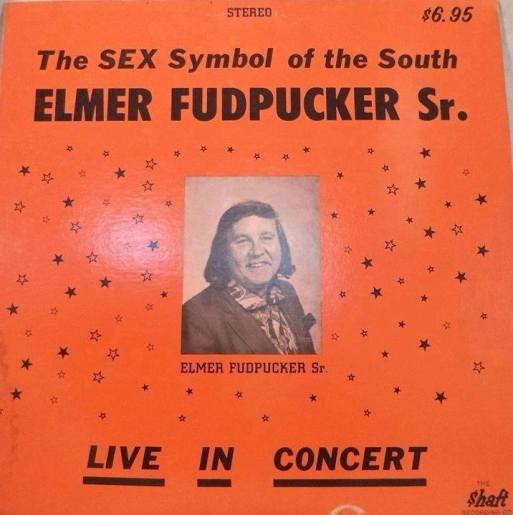 STEREO
$6.95
The SEX Symbol of the South
ELMER FUDPUCKER Sr.
ELMER FUDPUCKER Sr.
LIVE IN CONCERT
THE
$haft
RECORDING CO